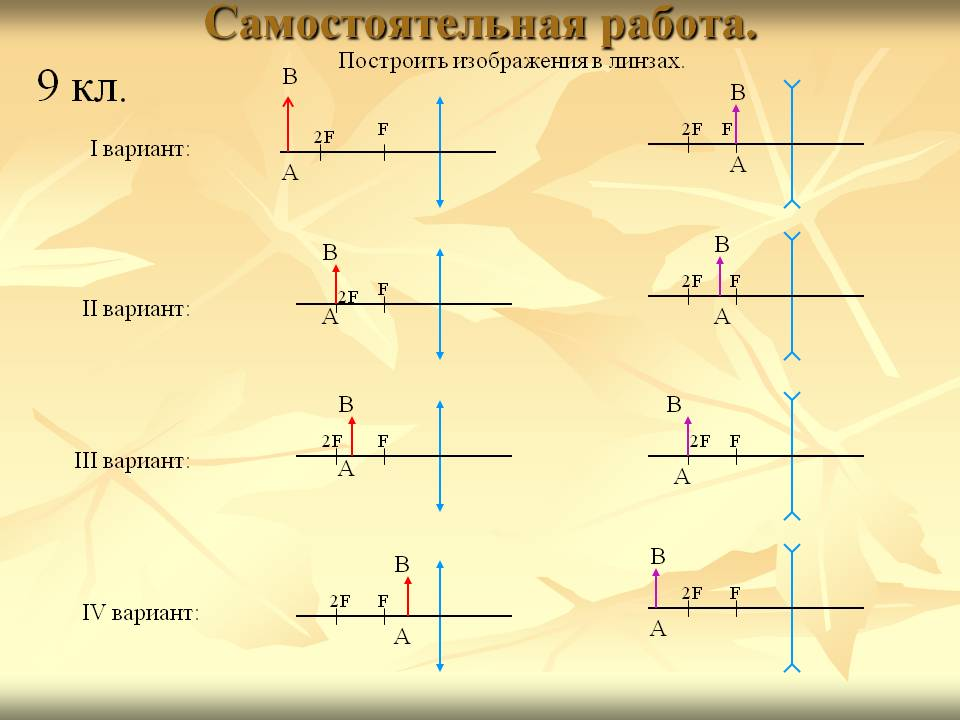 Самостоятельная работа.
Построить изображения в линзах.
9 кл.
I вариант:
B
2F
F
A
B
2F
F
A
II вариант:
B
2F
F
A
B
2F
F
A
III вариант:
B
2F
F
A
B
2F
F
A
IV вариант:
B
2F
F
A
B
2F
F
A